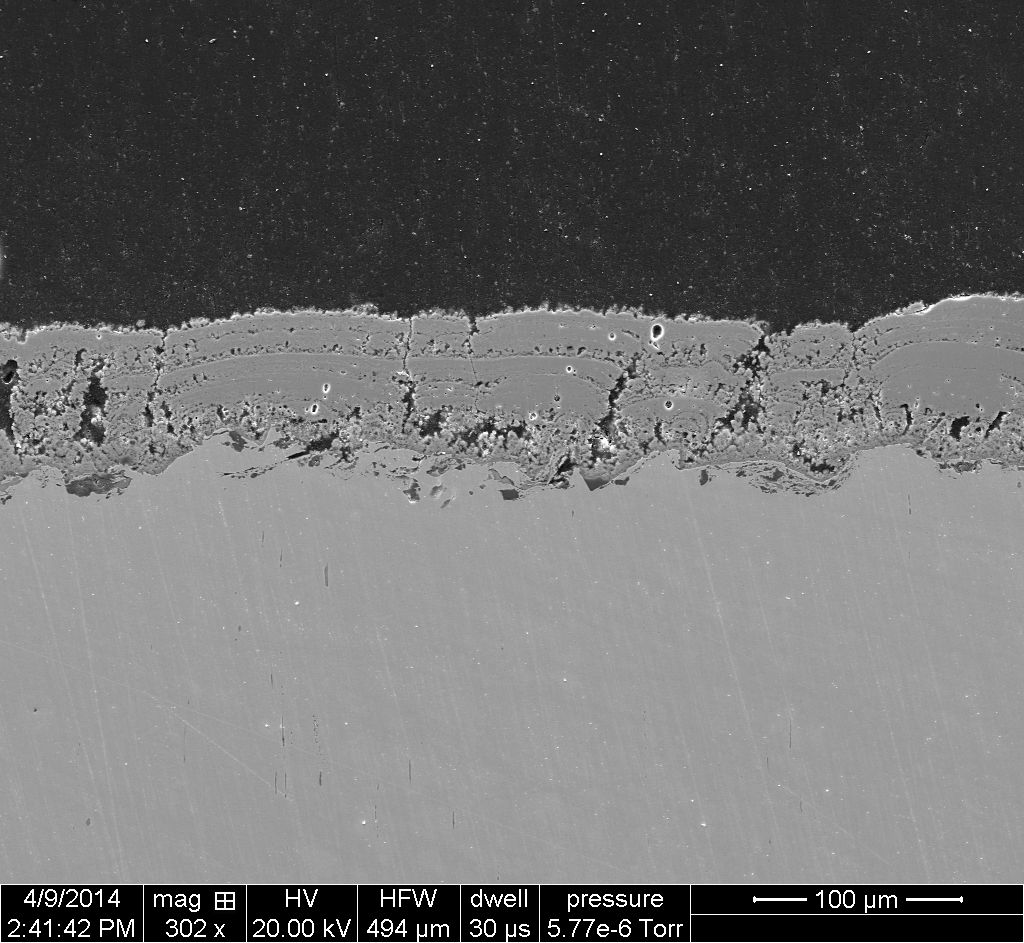 4/9/2014 mag HV HFW dwell pressure
2:41:42 PM 302 x 20.00 kV 494 µm 30 µs 5.77e-6 Torr
100 µm